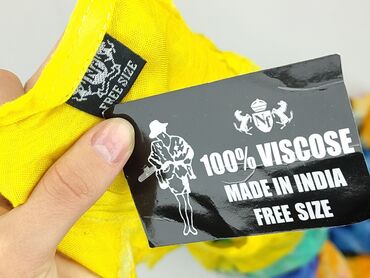 FREE SIZE
100% VISCOSE
MADE IN INDIA
FREE SIZE